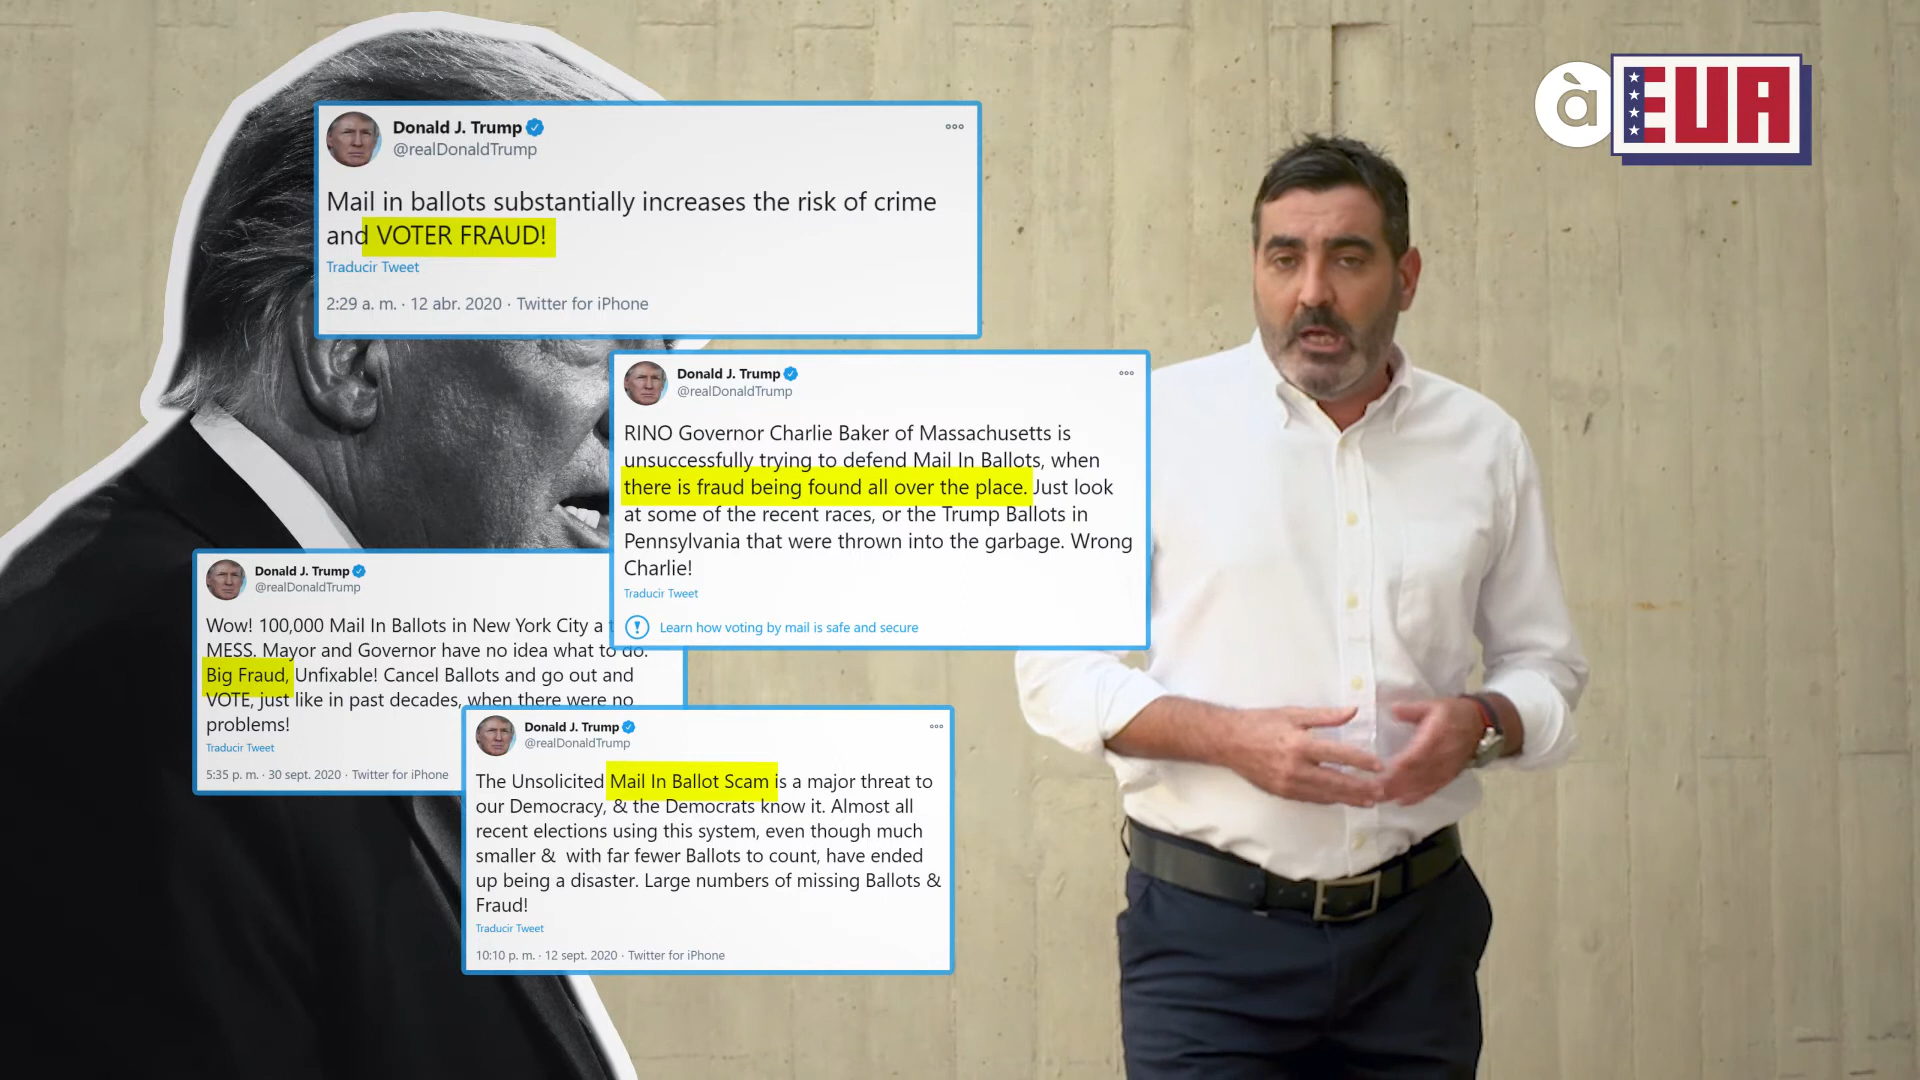 à EUA
Donald J. Trump
@realDonaldTrump
Mail in ballots substantially increases the risk of crime
and VOTER FRAUD!
Traducir Tweet
2:29 a. m. · 12 abr. 2020 · Twitter for iPhone
Donald J. Trump
@realDonaldTrump
RINO Governor Charlie Baker of Massachusetts is
unsuccessfully trying to defend Mail In Ballots, when
there is fraud being found all over the place. Just look
at some of the recent races, or the Trump Ballots in
Pennsylvania that were thrown into the garbage. Wrong
Charlie!
Traducir Tweet
Learn how voting by mail is safe and secure
Donald J. Trump
@realDonaldTrump
Wow! 100,000 Mail In Ballots in New York City a
MESS. Mayor and Governor have no idea what to do.
Big Fraud, Unfixable! Cancel Ballots and go out and
VOTE, just like in past decades, when there were no
problems!
Traducir Tweet
5:35 p. m. · 30 sept. 2020 · Twitter for iPhone
Donald J. Trump
@realDonaldTrump
The Unsolicited Mail In Ballot Scam is a major threat to
our Democracy, & the Democrats know it. Almost all
recent elections using this system, even though much
smaller &  with far fewer Ballots to count, have ended
up being a disaster. Large numbers of missing Ballots &
Fraud!
Traducir Tweet
10:10 p. m. · 12 sept. 2020 · Twitter for iPhone